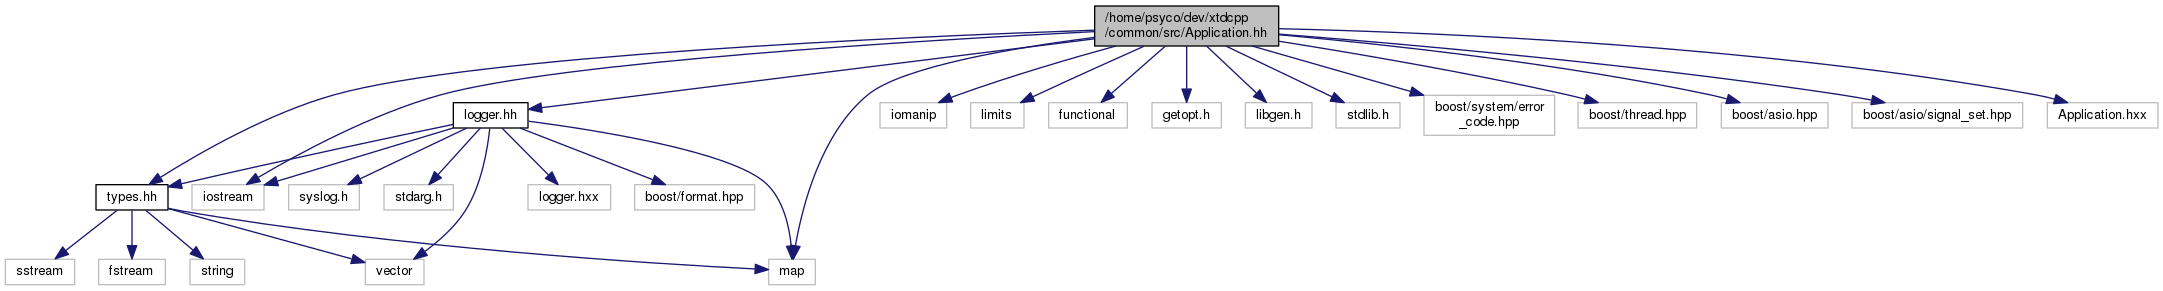 /home/psyco/dev/xtdcpp
/common/src/Application.hh
logger.hh
iomanip
limits
functional
getopt.h
libgen.h
stdlib.h
boost/system/error
_code.hpp
boost/thread.hpp
boost/asio.hpp
boost/asio/signal_set.hpp
Application.hxx
types.hh
iostream
syslog.h
stdarg.h
logger.hxx
boost/format.hpp
sstream
fstream
string
vector
map